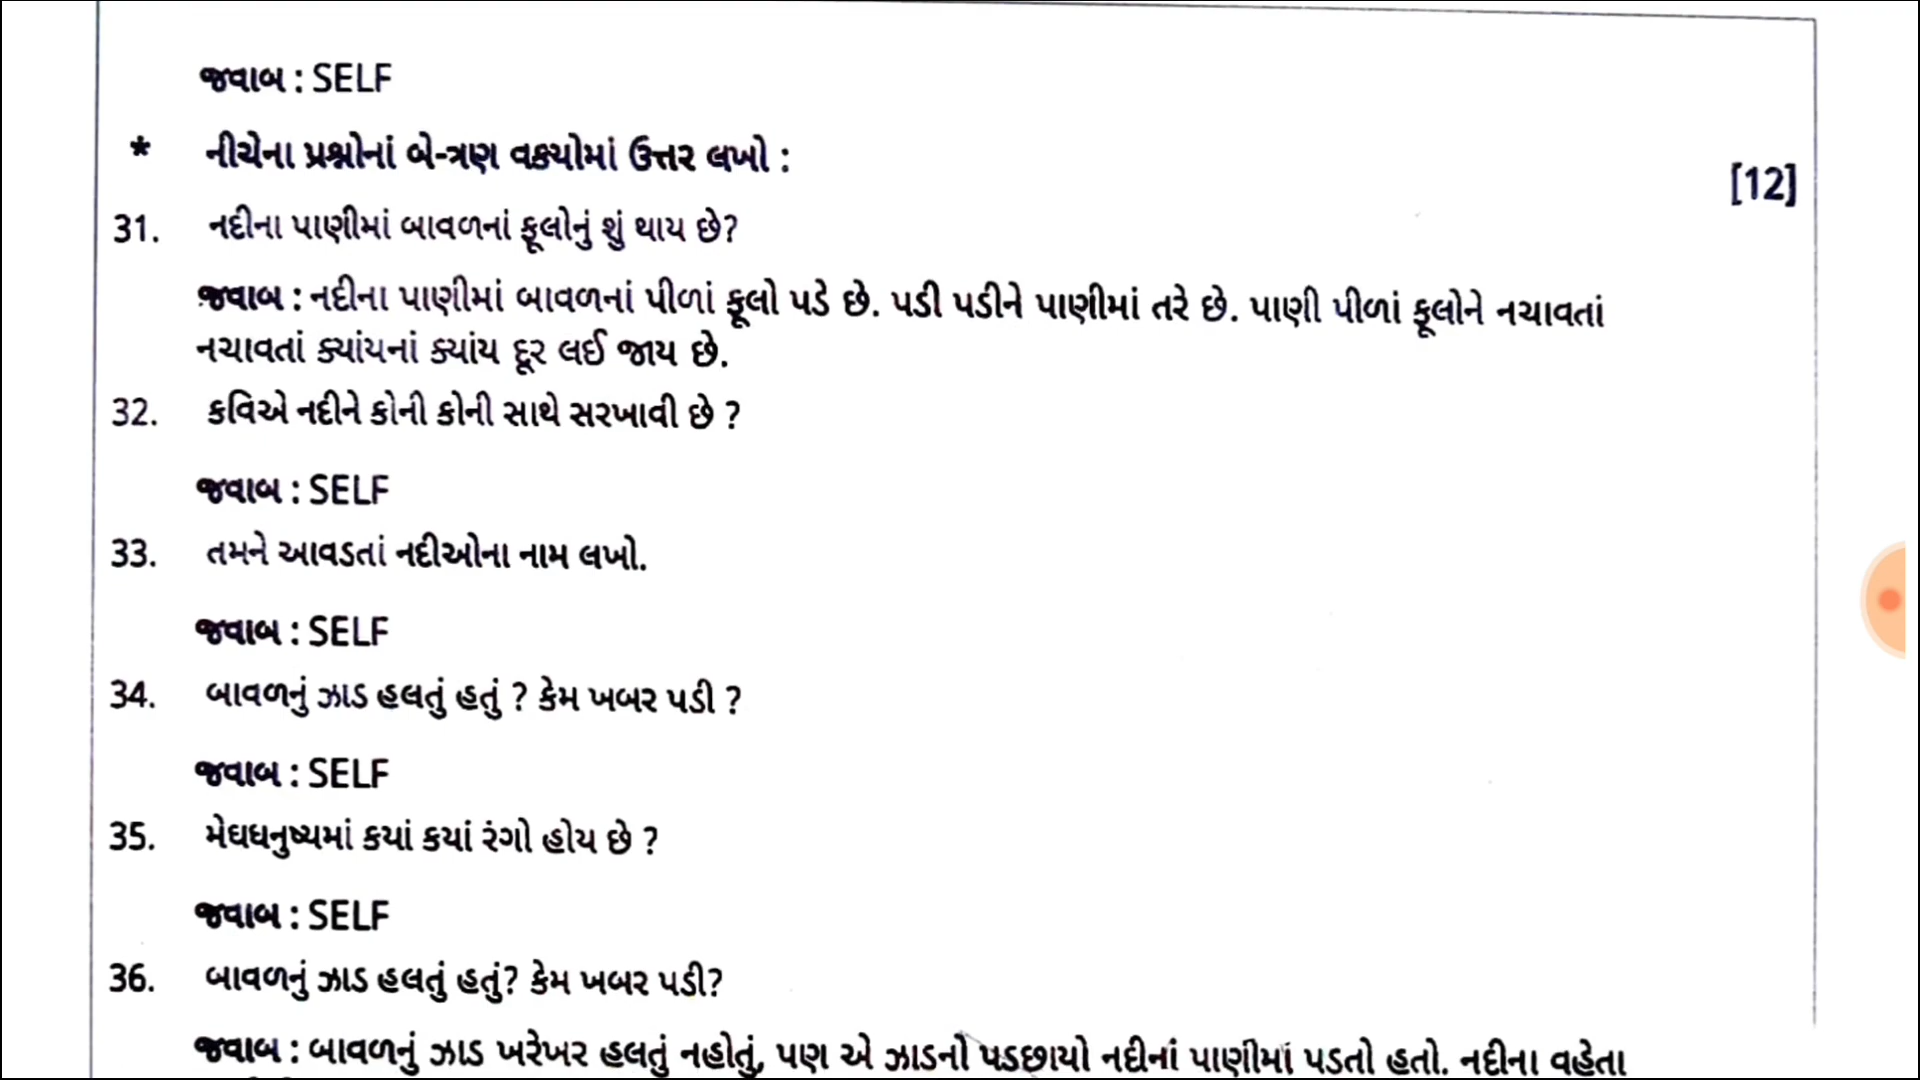 જવાબ : SELF
* નીચેના પ્રશ્નોનાં બે-ત્રણ વક્યોમાં ઉત્તર લખો :
[12]
31. નદીના પાણીમાં બાવળનાં ફૂલોનું શું થાય છે?
જવાબ : નદીના પાણીમાં બાવળનાં પીળાં ફૂલો પડે છે. પડી પડીને પાણીમાં તરે છે. પાણી પીળાં ફૂલોને નચાવતાં
નચાવતાં ક્યાંયનાં ક્યાંય દૂર લઈ જાય છે.
32. કવિએ નદીને કોની કોની સાથે સરખાવી છે ?
જવાબ : SELF
33. તમને આવડતાં નદીઓના નામ લખો.
જવાબ : SELF
34. બાવળનું ઝાડ હલતું હતું ? કેમ ખબર પડી ?
જવાબ : SELF
35. મેઘધનુષ્યમાં કયાં કયાં રંગો હોય છે ?
જવાબ : SELF
36. બાવળનું ઝાડ હલતું હતું? કેમ ખબર પડી?
જવાબ : બાવળનું ઝાડ ખરેખર હલતું નહોતું, પણ એ ઝાડનો પડછાયો નદીનાં પાણીમાં પડતો હતો. નદીના વહેતા